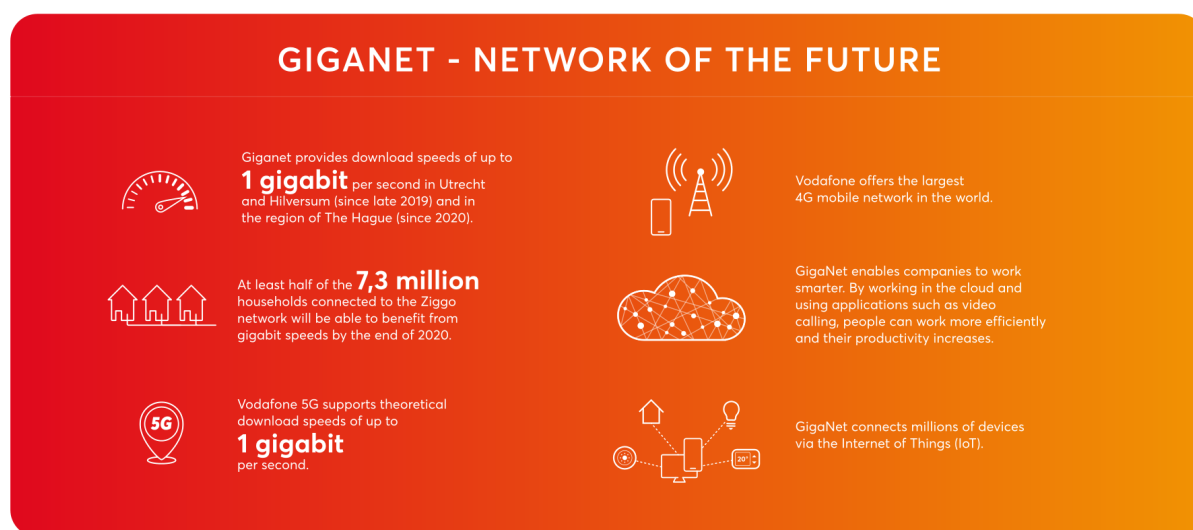 GIGANET - NETWORK OF THE FUTURE
Giganet provides download speeds of up to
1 gigabit per second in Utrecht
and Hilversum (since late 2019) and in
the region of The Hague (since 2020).
At least half of the 7,3 million
households connected to the Ziggo
network will be able to benefit from
gigabit speeds by the end of 2020.
5G
Vodafone 5G supports theoretical
download speeds of up to
1 gigabit
per second.
Vodafone offers the largest
4G mobile network in the world.
GigaNet enables companies to work
smarter. By working in the cloud and
using applications such as video
calling, people can work more efficiently
and their productivity increases.
20°
GigaNet connects millions of devices
via the Internet of Things (IoT).